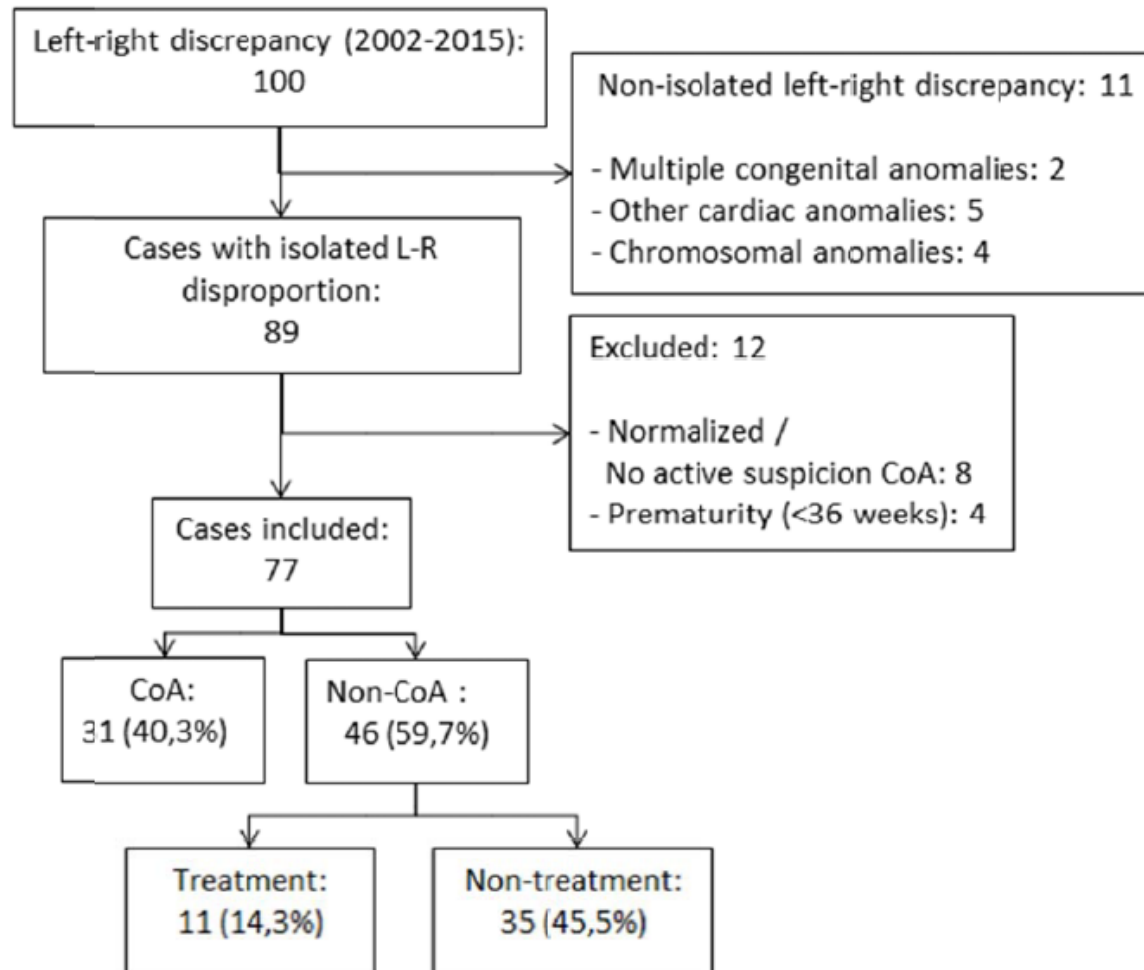 Left-right discrepancy (2002-2015):
100
Non-isolated left-right discrepancy: 11
- Multiple congenital anomalies: 2
- Other cardiac anomalies: 5
- Chromosomal anomalies: 4
Cases with isolated L-R
disproportion:
89
Excluded: 12
- Normalized /
No active suspicion CoA: 8
- Prematurity (<36 weeks): 4
Cases included:
77
CoA:
31 (40,3%)
Non-CoA :
46 (59,7%)
Treatment:
11 (14,3%)
Non-treatment:
35 (45,5%)